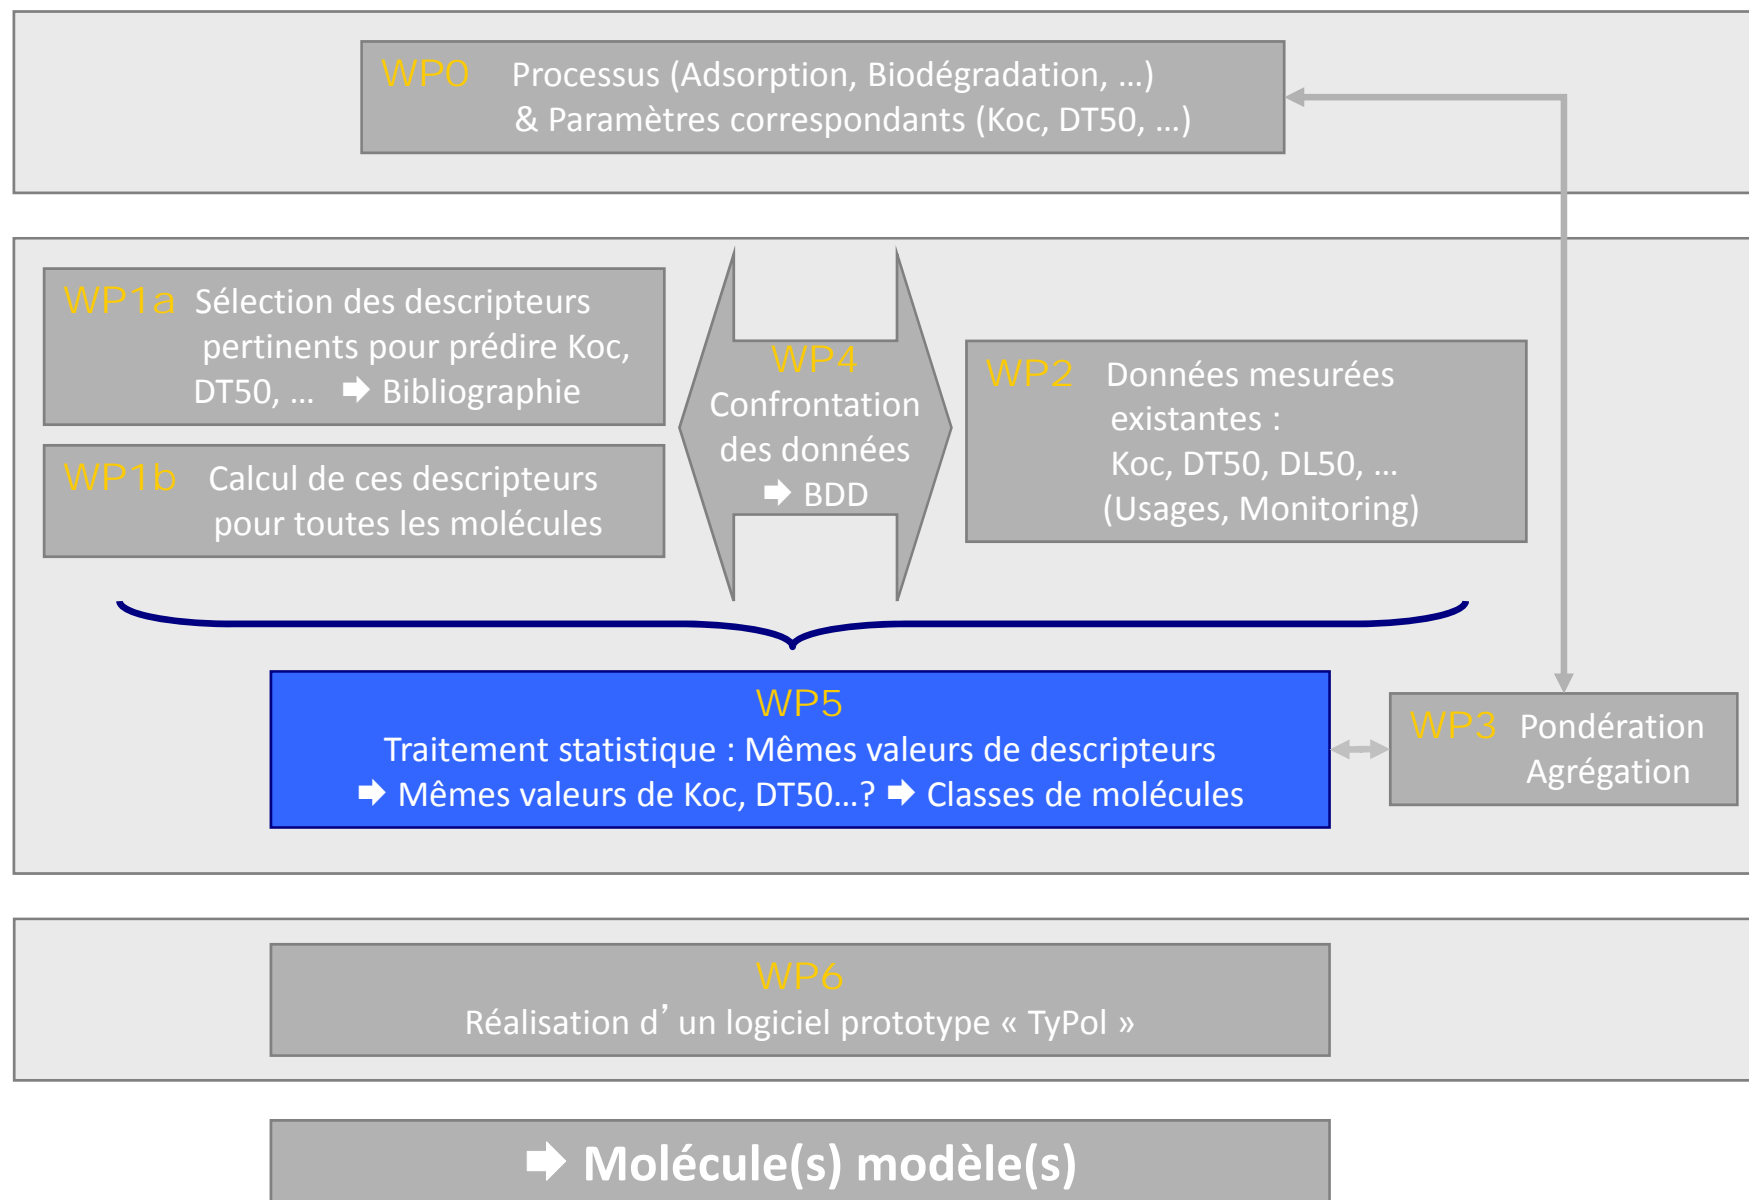 WP0 Processus (Adsorption, Biodégradation, ...)
& Paramètres correspondants (Koc, DT50, ...)
WP1a Sélection des descripteurs
pertinents pour prédire Koc,
DT50, ... ➡ Bibliographie
WP1b Calcul de ces descripteurs
pour toutes les molécules
WP4
Confrontation
des données
➡ BDD
WP2 Données mesurées
existantes :
Koc, DT50, DL50, ...
(Usages, Monitoring)
WP5
Traitement statistique : Mêmes valeurs de descripteurs
➡ Mêmes valeurs de Koc, DT50...? ➡ Classes de molécules
WP3 Pondération
Agrégation
WP6
Réalisation d’un logiciel prototype « TyPol »
➡ Molécule(s) modèle(s)